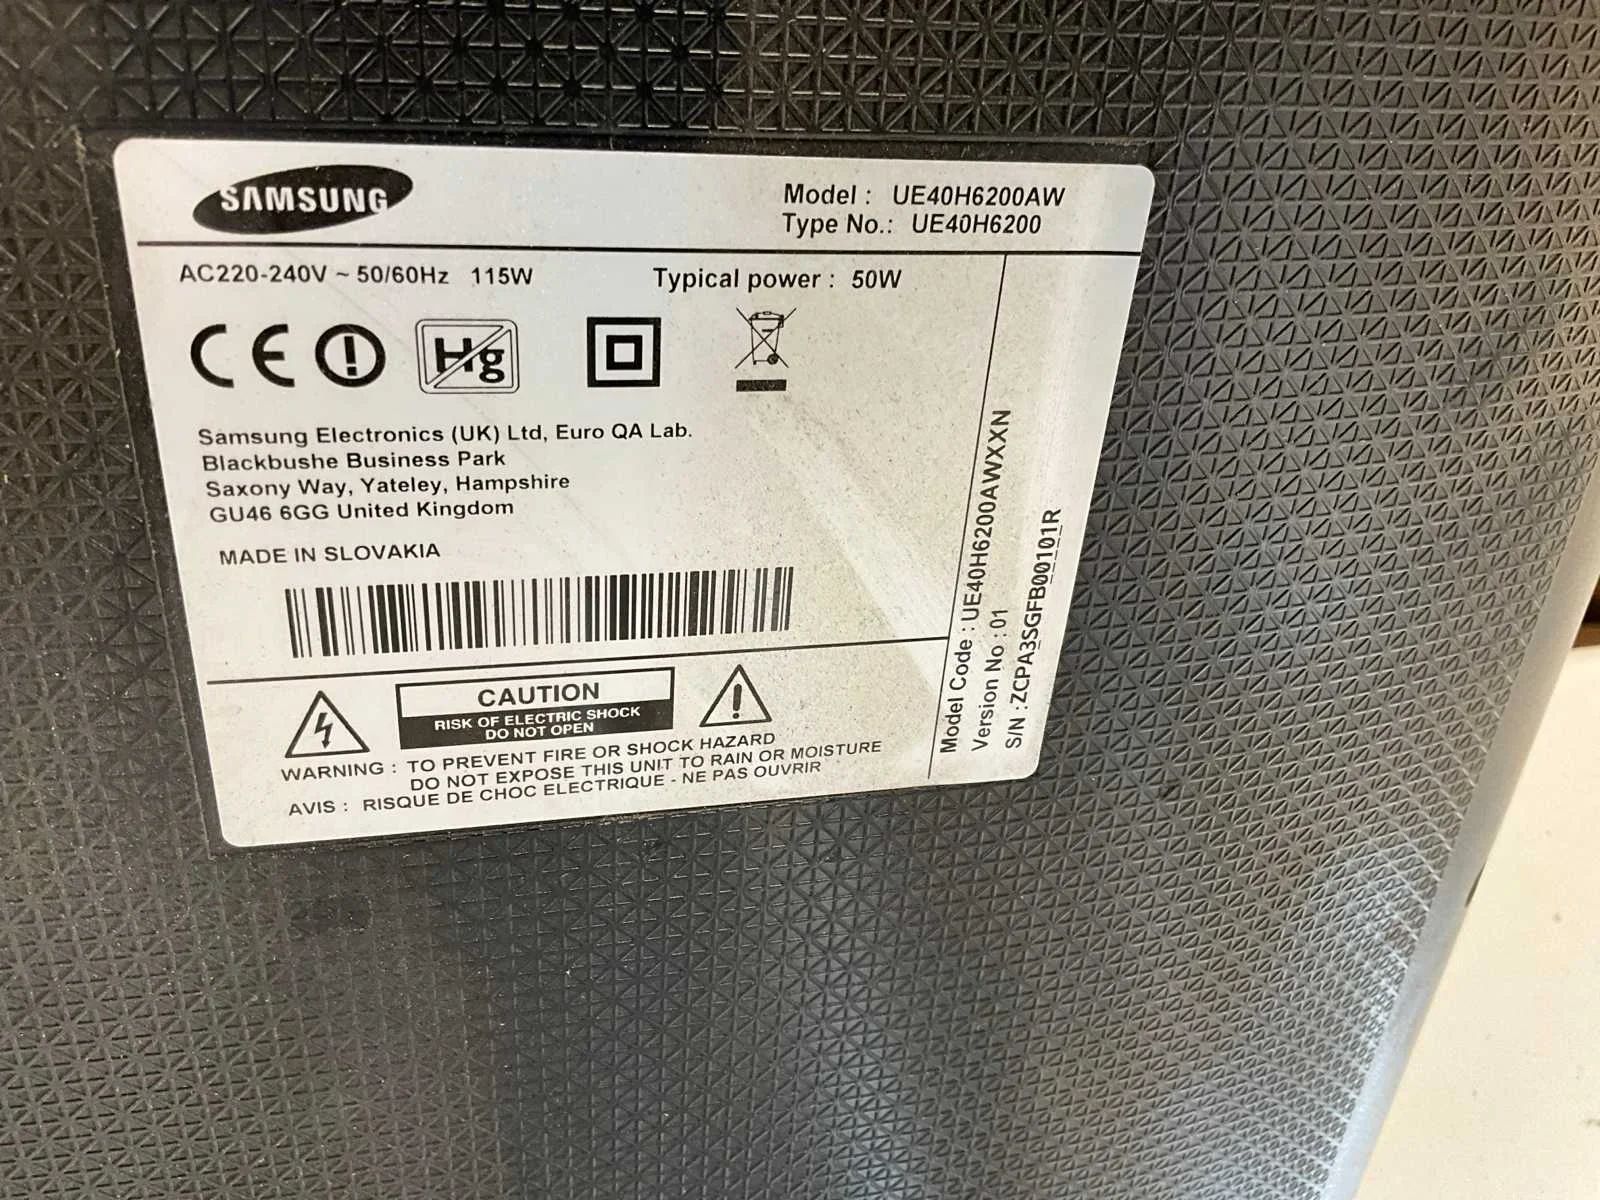 SAMSUNG
Model : UE40H6200AW
Type No.: UE40H6200
AC220-240V ~ 50/60Hz 115W
Typical power : 50W
CE
Hg
Samsung Electronics (UK) Ltd, Euro QA Lab.
Blackbushe Business Park
Saxony Way, Yateley, Hampshire
GU46 6GG United Kingdom
MADE IN SLOVAKIA
CAUTION
RISK OF ELECTRIC SHOCK
DO NOT OPEN
WARNING : TO PREVENT FIRE OR SHOCK HAZARD
DO NOT EXPOSE THIS UNIT TO RAIN OR MOISTURE
AVIS : RISQUE DE CHOC ELECTRIQUE - NE PAS OUVRIR
Model Code : UE40H6200AWXXN
Version No : 01
S/N :ZCPA3SGFB00101R